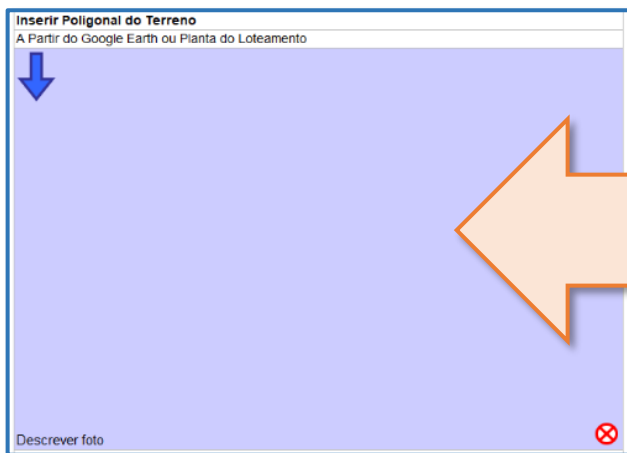 Inserir Poligonal do Terreno
A Partir do Google Earth ou Planta do Loteamento
Descrever foto